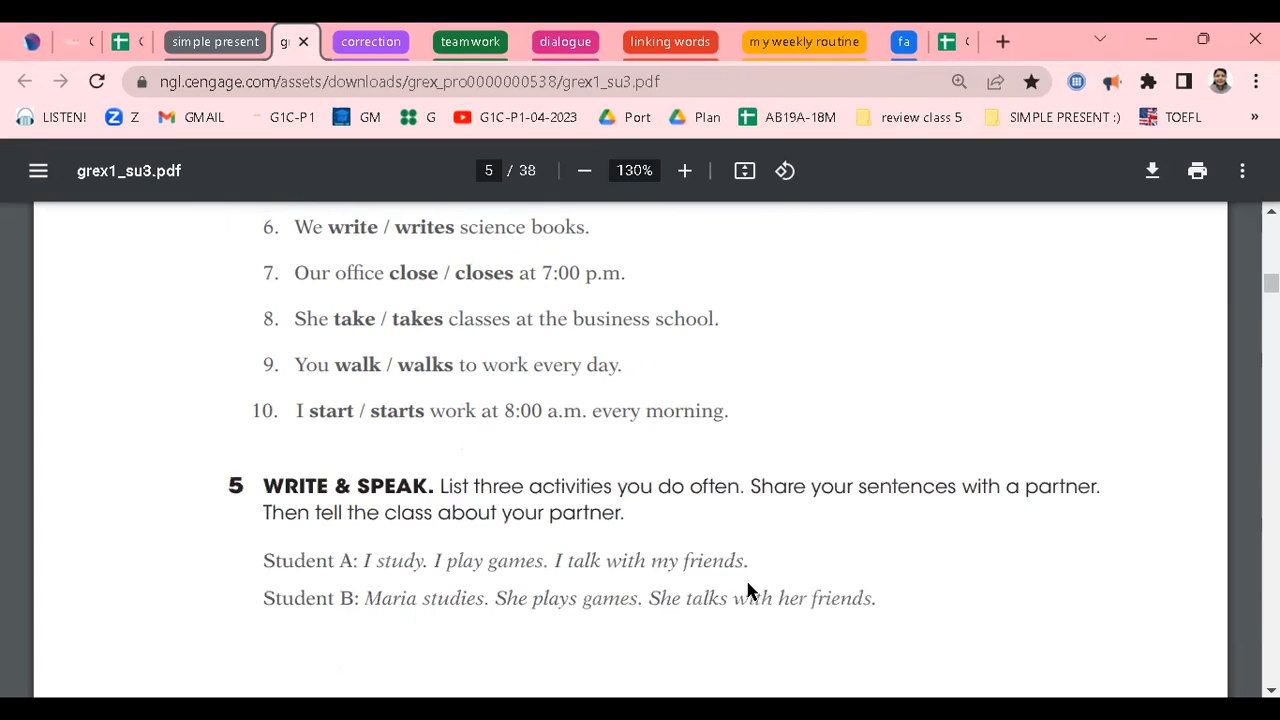 simple present
gr
correction
teamwork
dialogue
linking words
my weekly routine
fa
ngl.cengage.com/assets/downloads/grex_pro0000000538/grex1_su3.pdf
LISTEN! Z GMAIL G1C-P1 GM G G1C-P1-04-2023 Port Plan AB19A-18M review class 5 SIMPLE PRESENT :) TOEFL »
grex1_su3.pdf 5 / 38 130%
6. We write / writes science books.
7. Our office close / closes at 7:00 p.m.
8. She take / takes classes at the business school.
9. You walk / walks to work every day.
10. I start / starts work at 8:00 a.m. every morning.
5 WRITE & SPEAK. List three activities you do often. Share your sentences with a partner.
Then tell the class about your partner.
Student A: I study. I play games. I talk with my friends.
Student B: Maria studies. She plays games. She talks with her friends.